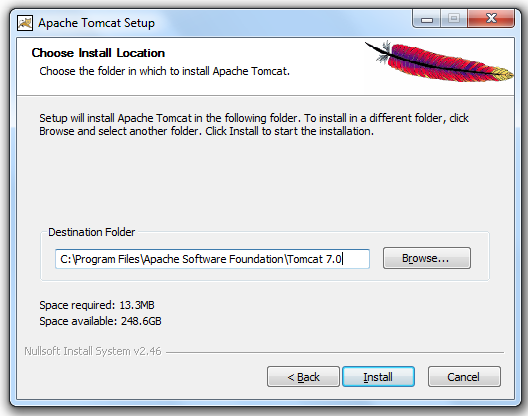 Apache Tomcat Setup
Choose Install Location
Choose the folder in which to install Apache Tomcat.
Setup will install Apache Tomcat in the following folder. To install in a different folder, click
Browse and select another folder. Click Install to start the installation.
Destination Folder
C:\Program Files\Apache Software Foundation\Tomcat 7.0
Browse...
Space required: 13.3MB
Space available: 248.6GB
Nullsoft Install System v2.46
< Back
Install
Cancel